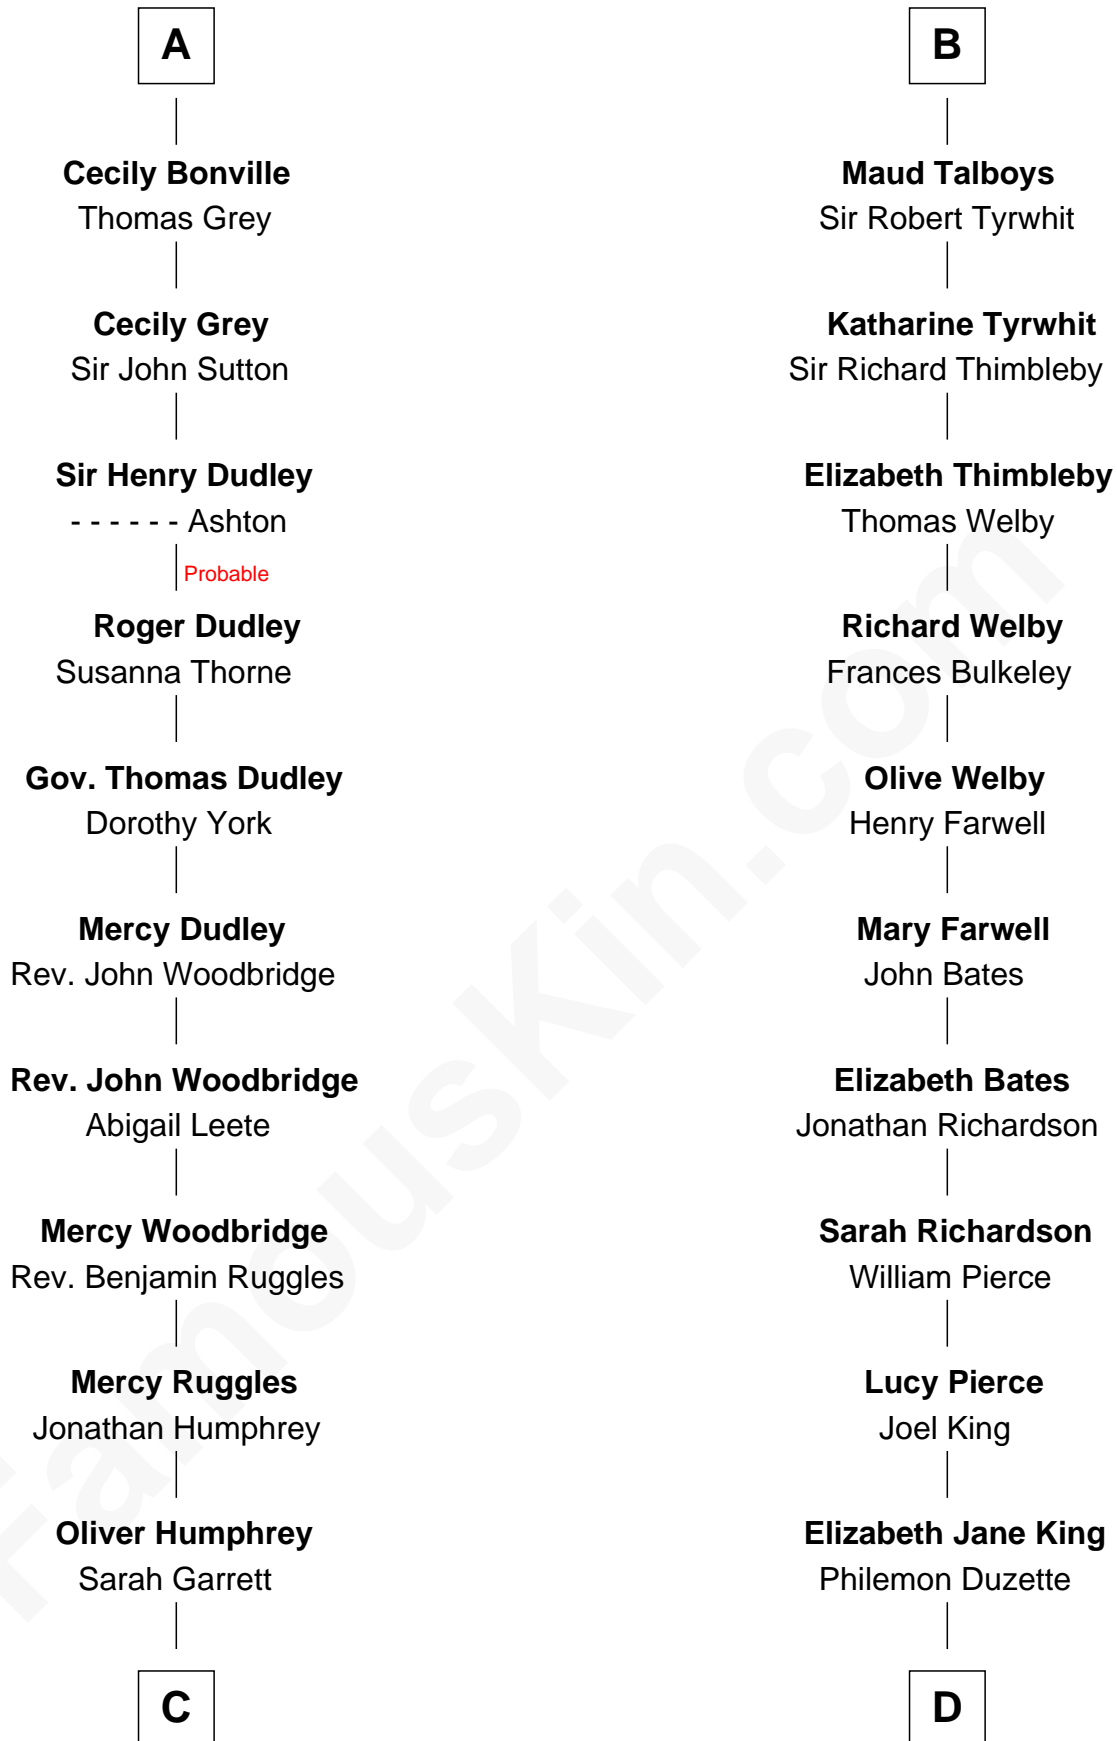 A
Cecily Bonville
Thomas Grey
Cecily Grey
Sir John Sutton
Sir Henry Dudley
- - - - - - Ashton
Probable
Roger Dudley
Susanna Thorne
Gov. Thomas Dudley
Dorothy York
Mercy Dudley
Rev. John Woodbridge
Rev. John Woodbridge
Abigail Leete
Mercy Woodbridge
Rev. Benjamin Ruggles
Mercy Ruggles
Jonathan Humphrey
Oliver Humphrey
Sarah Garrett
C
B
Maud Talboys
Sir Robert Tyrwhit
Katharine Tyrwhit
Sir Richard Thimbleby
Elizabeth Thimbleby
Thomas Welby
Richard Welby
Frances Bulkeley
Olive Welby
Henry Farwell
Mary Farwell
John Bates
Elizabeth Bates
Jonathan Richardson
Sarah Richardson
William Pierce
Lucy Pierce
Joel King
Elizabeth Jane King
Philemon Duzette
D
FamousKin.com